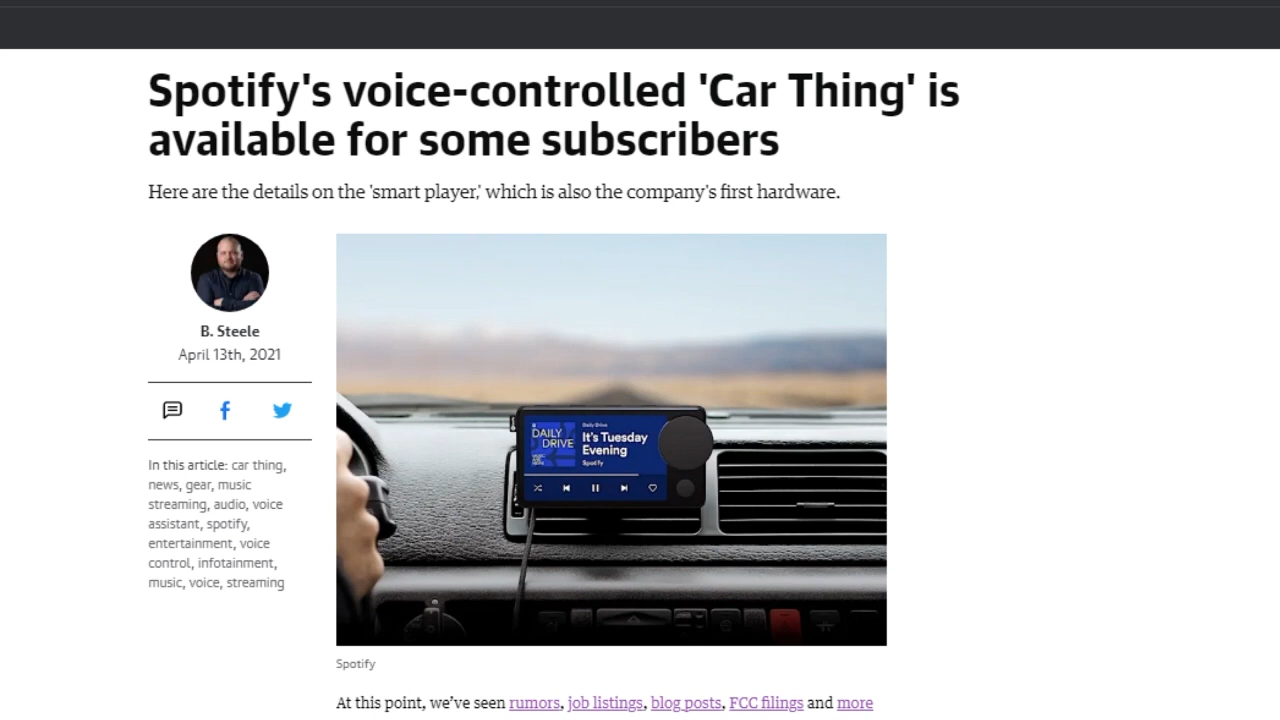 Spotify's voice-controlled 'Car Thing' is
available for some subscribers
Here are the details on the 'smart player,' which is also the company's first hardware.
B. Steele
April 13th, 2021
In this article: car thing,
news, gear, music
streaming, audio, voice
assistant, spotify,
entertainment, voice
control, infotainment,
music, voice, streaming
DAILY
DRIVE
Daily Drive
It's Tuesday
Evening
Spotify
Spotify
At this point, we've seen rumors, job listings, blog posts, FCC filings and more